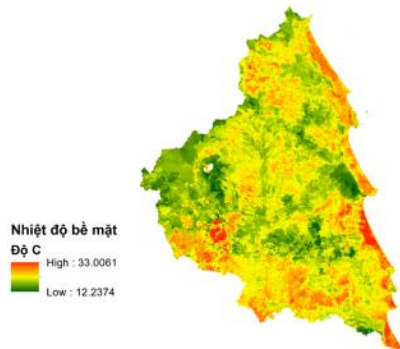 Nhiệt độ bề mặt
Độ C
High : 33.0061
Low : 12.2374